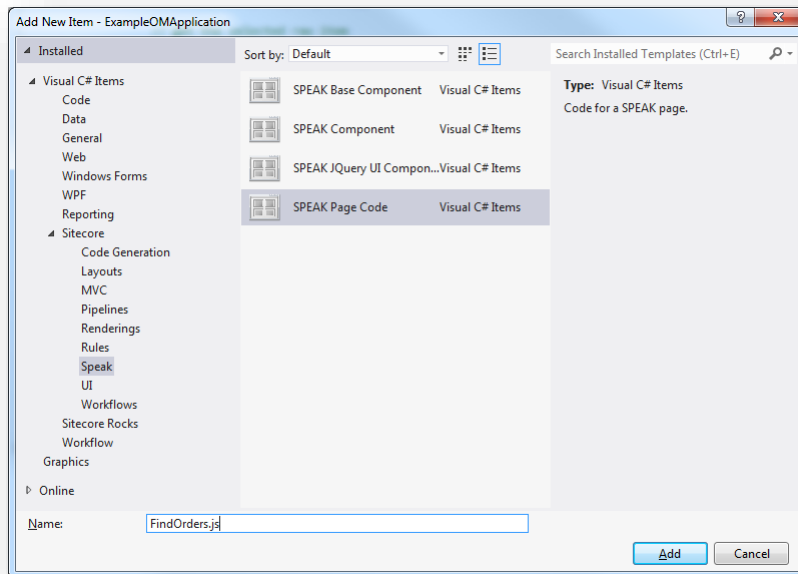 Add New Item - ExampleOMApplication
Installed
Sort by: Default
Search Installed Templates (Ctrl+E)
Visual C# Items
Code
Data
General
Web
Windows Forms
WPF
Reporting
Sitecore
Code Generation
Layouts
MVC
Pipelines
Renderings
Rules
Speak
UI
Workflows
Sitecore Rocks
Workflow
Graphics
Online
SPEAK Base Component Visual C# Items
SPEAK Component Visual C# Items
SPEAK JQuery UI Compon...Visual C# Items
SPEAK Page Code Visual C# Items
Type: Visual C# Items
Code for a SPEAK page.
Name: FindOrders.js
Add Cancel